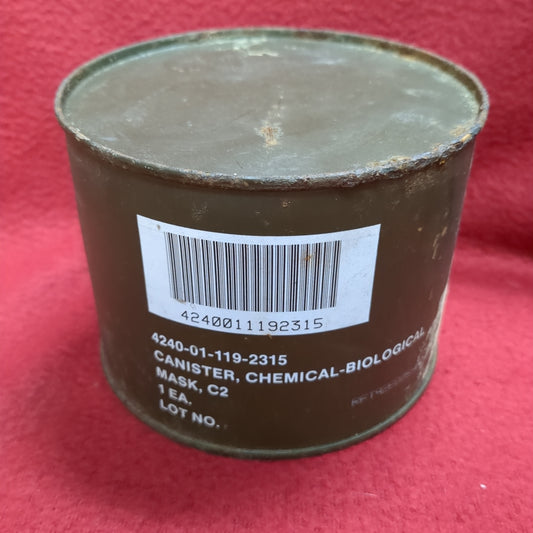 4240011192315
4240-01-119-2315
CANISTER, CHEMICAL-BIOLOGICAL
MASK, C2
1 EA.
LOT NO.